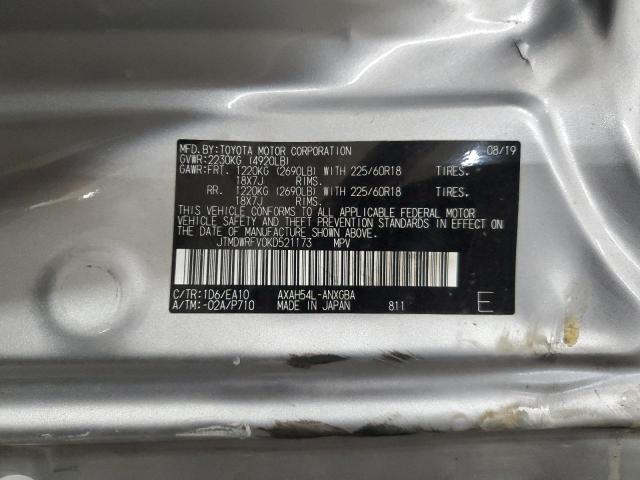 MFD.BY:TOYOTA MOTOR CORPORATION 08/19
GVWR:2230KG (4920LB)
GAWR:FRT. 1220KG (2690LB) WITH 225/60R18 TIRES.
18X7J RIMS.
RR. 1220KG (2690LB) WITH 225/60R18 TIRES.
18X7J RIMS.
THIS VEHICLE CONFORMS TO ALL APPLICABLE FEDERAL MOTOR
VEHICLE SAFETY AND THEFT PREVENTION STANDARDS IN EFFECT
ON THE DATE OF MANUFACTURE SHOWN ABOVE.
JTMDWRFV0KD521173 MPV
C/TR:1D6/EA10 AXAH54L-ANXGBA
A/TM:-02A/P710 MADE IN JAPAN 811 E